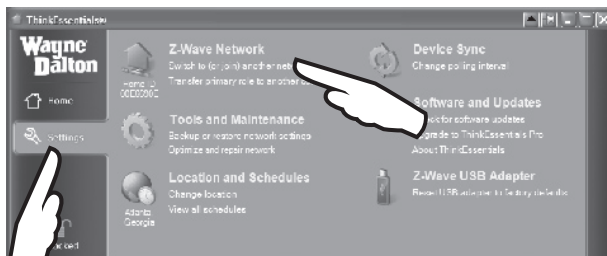 ThinkEssentials
Wayne
Dalton
Home
Settings
Z-Wave Network
Switch to (or join) another
Transfer primary role to another
Home ID
Tools and Maintenance
Backup or restore network settings
Optimize and repair network
Location and Schedules
Change location
View all schedules
Atlanta
Georgia
Device Sync
Change polling interval
Software and Updates
for software updates
to ThinkEssentials Pro
About ThinkEssentials
Z-Wave USB Adapter
Reset USB adapter to factory defaults